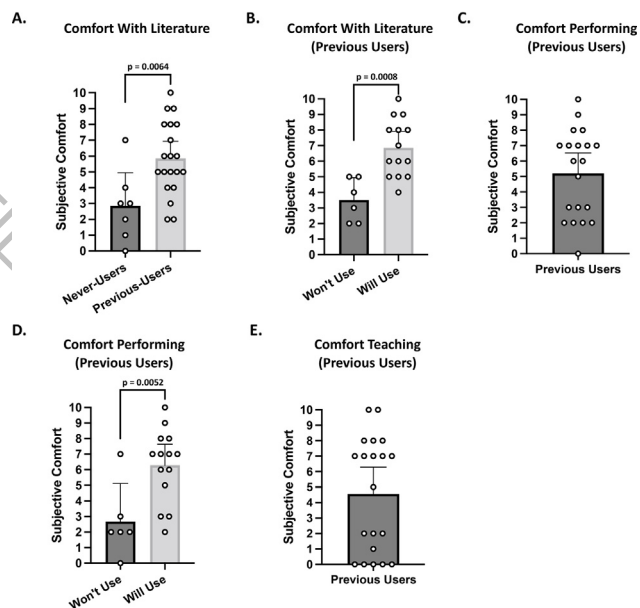 A.
Comfort With Literature
p = 0.0064
Subjective Comfort
10
9
8
7
6
5
4
3
2
1
0
Never-Users
Previous-Users
B.
Comfort With Literature
(Previous Users)
p = 0.0008
Subjective Comfort
10
9
8
7
6
5
4
3
2
1
0
Won't Use
Will Use
C.
Comfort Performing
(Previous Users)
Subjective Comfort
10
9
8
7
6
5
4
3
2
1
0
Previous Users
D.
Comfort Performing
(Previous Users)
p = 0.0052
Subjective Comfort
10
9
8
7
6
5
4
3
2
1
0
Won't Use
Will Use
E.
Comfort Teaching
(Previous Users)
Subjective Comfort
10
9
8
7
6
5
4
3
2
1
0
Previous Users